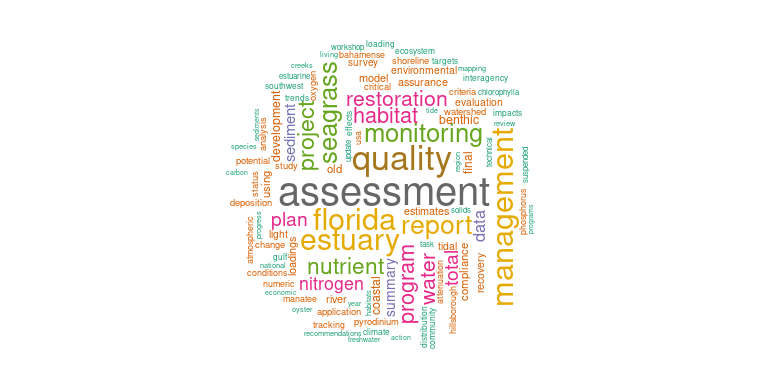 workshop loading
living bahamense ecosystem
creeks survey shoreline targets
estuarine oxygen model environmental mapping
southwest critical assurance interagency
trends seagrass restoration criteria chlorophylla
sediment project habitat tide evaluation
development effects watershed impacts
sediments analysis usa monitoring benthic review
species update quality technical
potential study old final suspended
carbon using region
status assessment management
deposition estimates solids phosphorus
progress plan florida report data programs
atmospheric light estuary task tidal
change gulf nutrient program water total compliance
national loadings summary attenuation recovery
conditions nitrogen
numeric coastal
economic manatee river habitats
oyster year
application hillsborough
tracking pyrodinium distribution community
recommendations climate
freshwater action